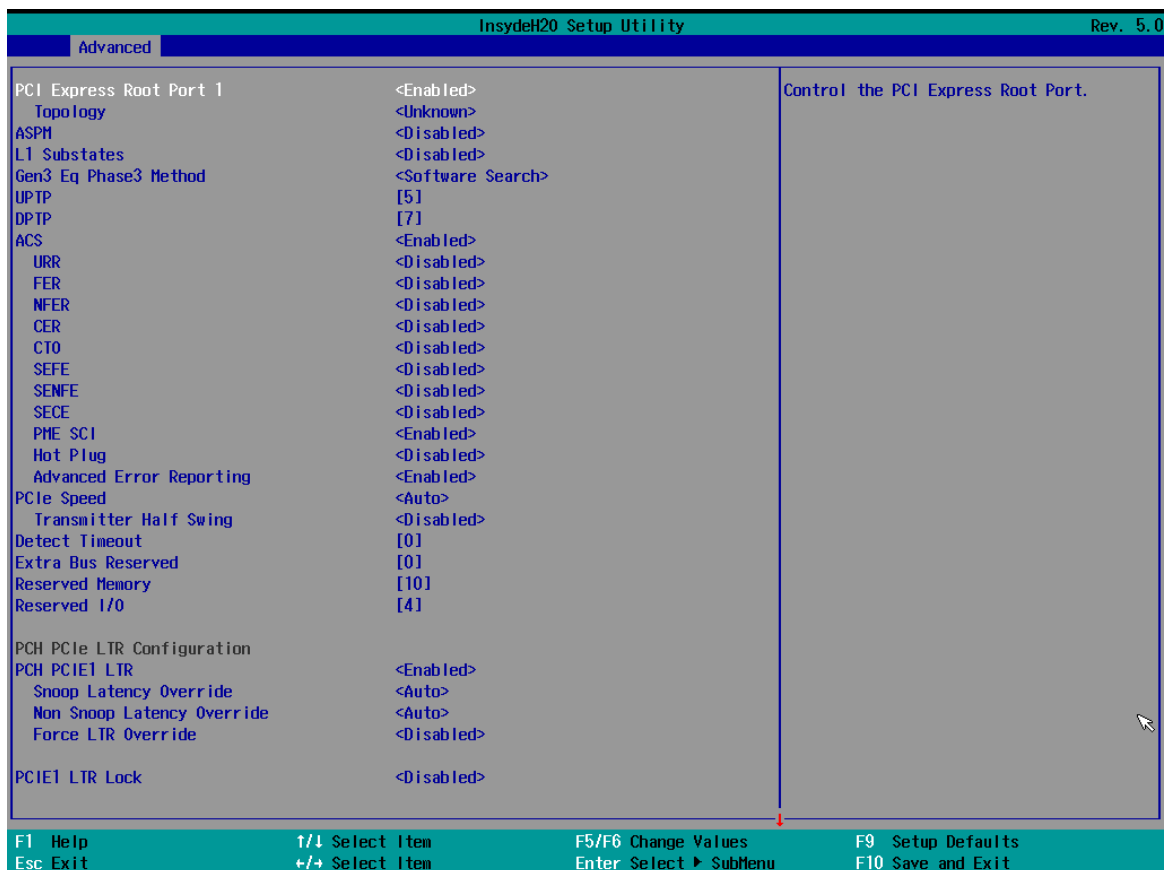 InsydeH20 Setup Utility Rev. 5.0
Advanced
PCI Express Root Port 1 <Enabled> Control the PCI Express Root Port.
Topology <Unknown>
ASPM <Disabled>
L1 Substates <Disabled>
Gen3 Eq Phase3 Method <Software Search>
UPTP [5]
DPTP [7]
ACS <Enabled>
URR <Disabled>
FER <Disabled>
NFER <Disabled>
CER <Disabled>
CTO <Disabled>
SEFE <Disabled>
SENFE <Disabled>
SECE <Disabled>
PME SCI <Enabled>
Hot Plug <Disabled>
Advanced Error Reporting <Enabled>
PCIe Speed <Auto>
Transmitter Half Swing <Disabled>
Detect Timeout [0]
Extra Bus Reserved [0]
Reserved Memory [10]
Reserved I/O [4]
PCH PCIe LTR Configuration
PCH PCIE1 LTR <Enabled>
Snoop Latency Override <Auto>
Non Snoop Latency Override <Auto>
Force LTR Override <Disabled>
PCIE1 LTR Lock <Disabled>
F1 Help ↑/↓ Select Item F5/F6 Change Values F9 Setup Defaults
Esc Exit ←/→ Select Item Enter Select ▶ SubMenu F10 Save and Exit